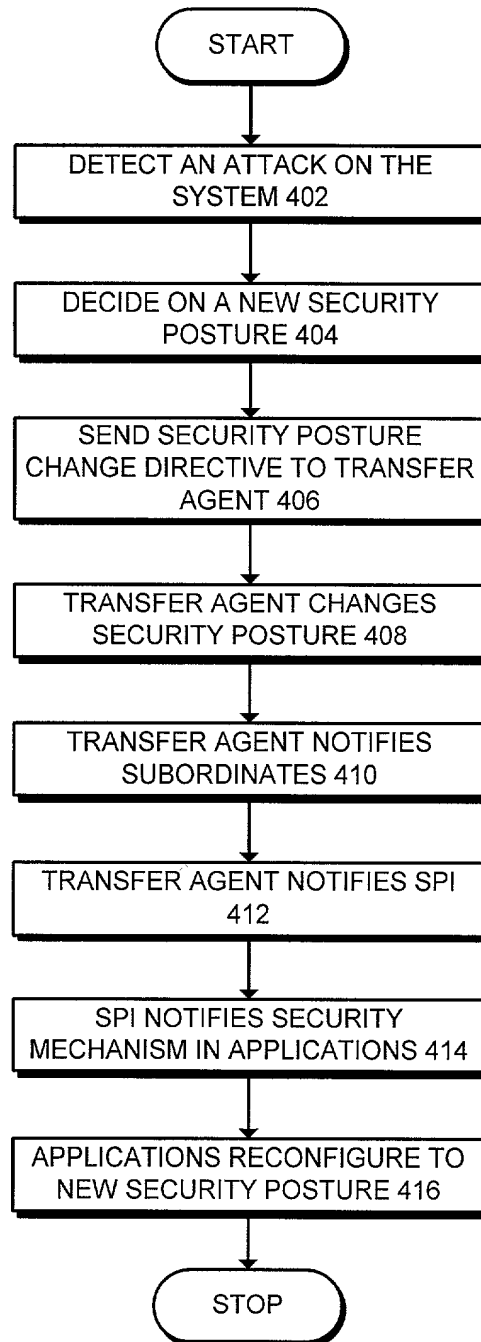 START
DETECT AN ATTACK ON THE
SYSTEM 402
DECIDE ON A NEW SECURITY
POSTURE 404
SEND SECURITY POSTURE
CHANGE DIRECTIVE TO TRANSFER
AGENT 406
TRANSFER AGENT CHANGES
SECURITY POSTURE 408
TRANSFER AGENT NOTIFIES
SUBORDINATES 410
TRANSFER AGENT NOTIFIES SPI
412
SPI NOTIFIES SECURITY
MECHANISM IN APPLICATIONS 414
APPLICATIONS RECONFIGURE TO
NEW SECURITY POSTURE 416
STOP